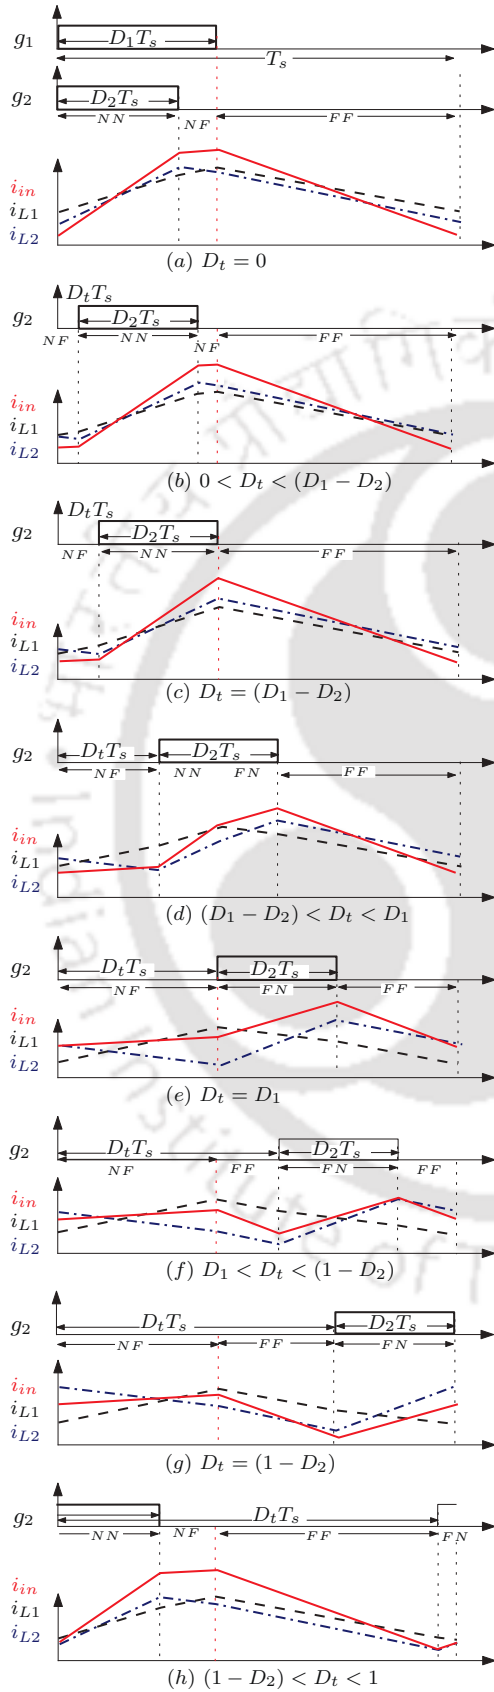 g1 D1Ts
Ts
g2 D2Ts
NN NF FF
iin
iL1
iL2
(a) Dt = 0
DtTs
g2 D2Ts
NF NN NF FF
iin
iL1
iL2
(b) 0 < Dt < (D1 − D2)
DtTs
g2 D2Ts
NF NN FF
iin
iL1
iL2
(c) Dt = (D1 − D2)
g2 DtTs D2Ts
NF NN FN FF
iin
iL1
iL2
(d) (D1 − D2) < Dt < D1
g2 DtTs D2Ts
NF FN FF
iin
iL1
iL2
(e) Dt = D1
g2 DtTs D2Ts
NF FF FN FF
iin
iL1
iL2
(f) D1 < Dt < (1 − D2)
g2 DtTs D2Ts
NF FF FN
iin
iL1
iL2
(g) Dt = (1 − D2)
g2 DtTs
NN NF FF FN
iin
iL1
iL2
(h) (1 − D2) < Dt < 1
Indian Institute of T